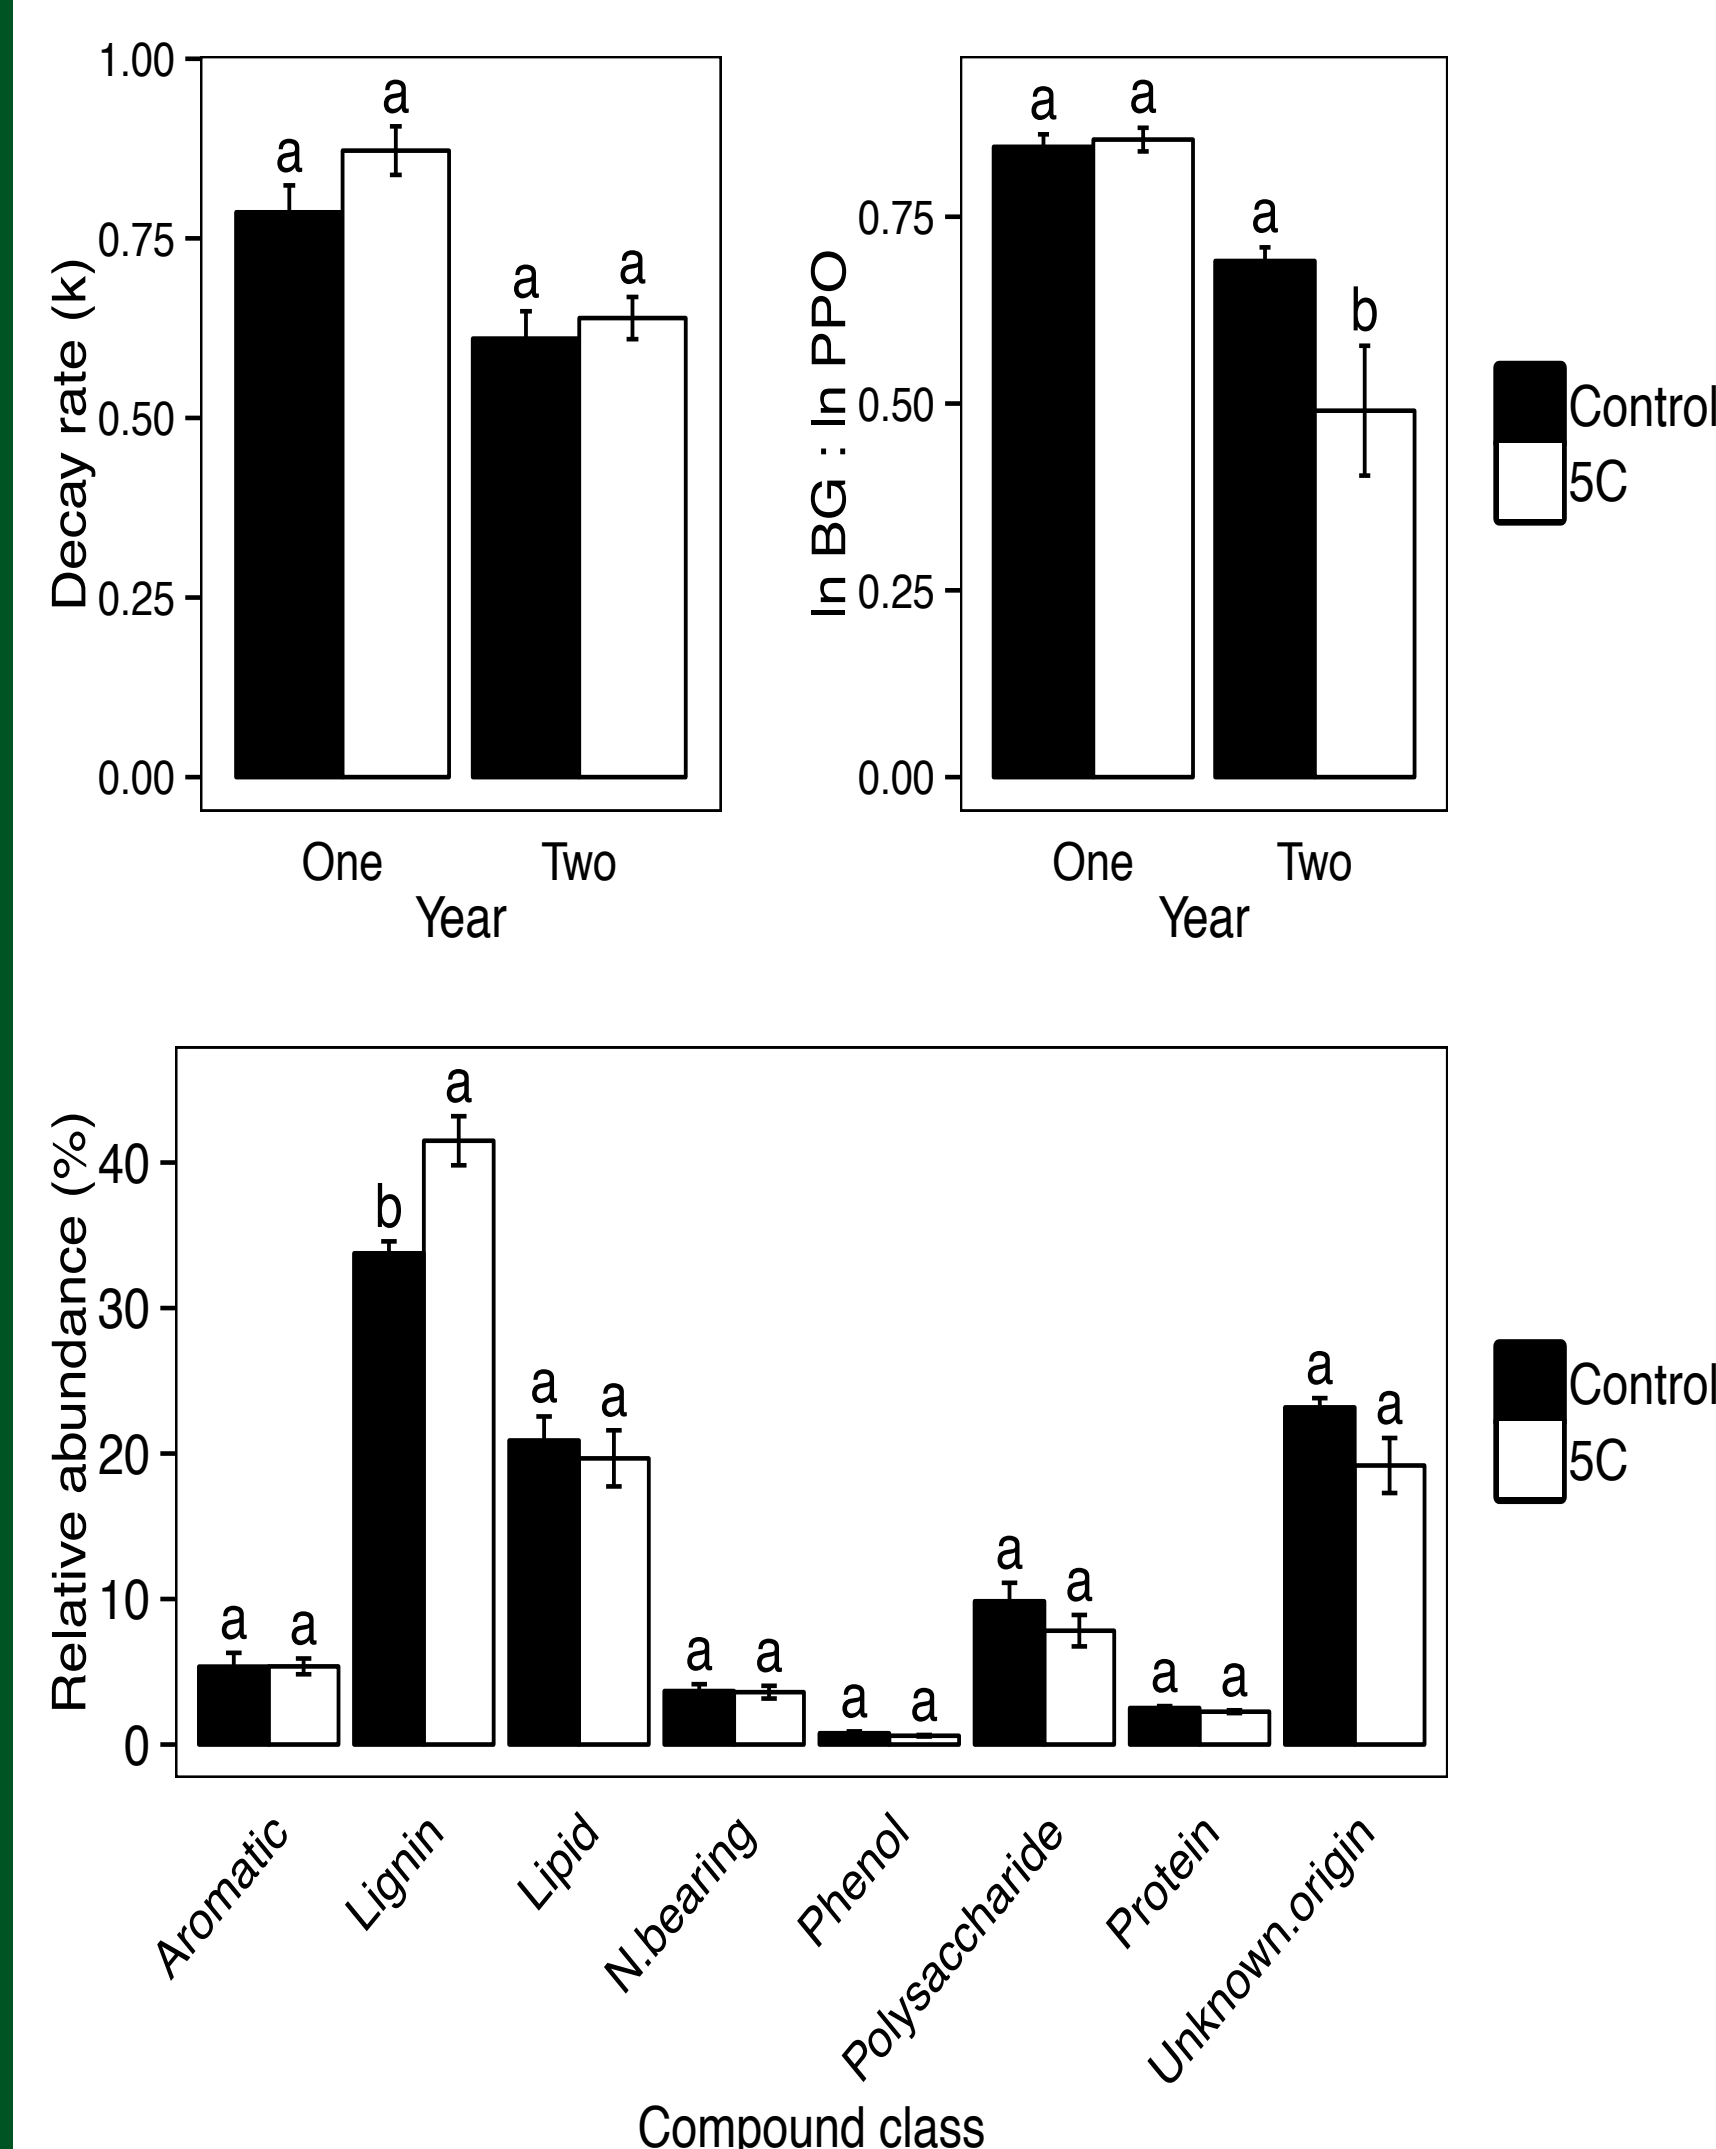 1.00
0.75
0.50
0.25
0.00
Decay rate (k)
a
a
a
a
One
Two
Year
0.75
0.50
0.25
0.00
ln BG : ln PPO
a
a
a
b
One
Two
Year
Control
5C
40
30
20
10
0
Relative abundance (%)
a
a
b
a
a
a
a
a
a
a
a
a
a
a
a
a
Aromatic
Lignin
Lipid
N.bearing
Phenol
Polysaccharide
Protein
Unknown.origin
Compound class
Control
5C